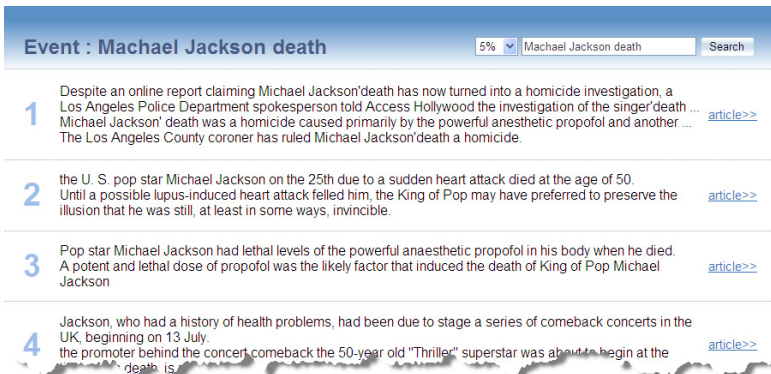 Event : Machael Jackson death
5%
Machael Jackson death
Search
1
Despite an online report claiming Michael Jackson'death has now turned into a homicide investigation, a
Los Angeles Police Department spokesperson told Access Hollywood the investigation of the singer'death ...
Michael Jackson' death was a homicide caused primarily by the powerful anesthetic propofol and another ...
The Los Angeles County coroner has ruled Michael Jackson'death a homicide.
article>>
2
the U. S. pop star Michael Jackson on the 25th due to a sudden heart attack died at the age of 50.
Until a possible lupus-induced heart attack felled him, the King of Pop may have preferred to preserve the
illusion that he was still, at least in some ways, invincible.
article>>
3
Pop star Michael Jackson had lethal levels of the powerful anaesthetic propofol in his body when he died.
A potent and lethal dose of propofol was the likely factor that induced the death of King of Pop Michael
Jackson
article>>
4
Jackson, who had a history of health problems, had been due to stage a series of comeback concerts in the
UK, beginning on 13 July.
the promoter behind the concert comeback the 50-year old "Thriller" superstar was about to begin at the
death is
article>>